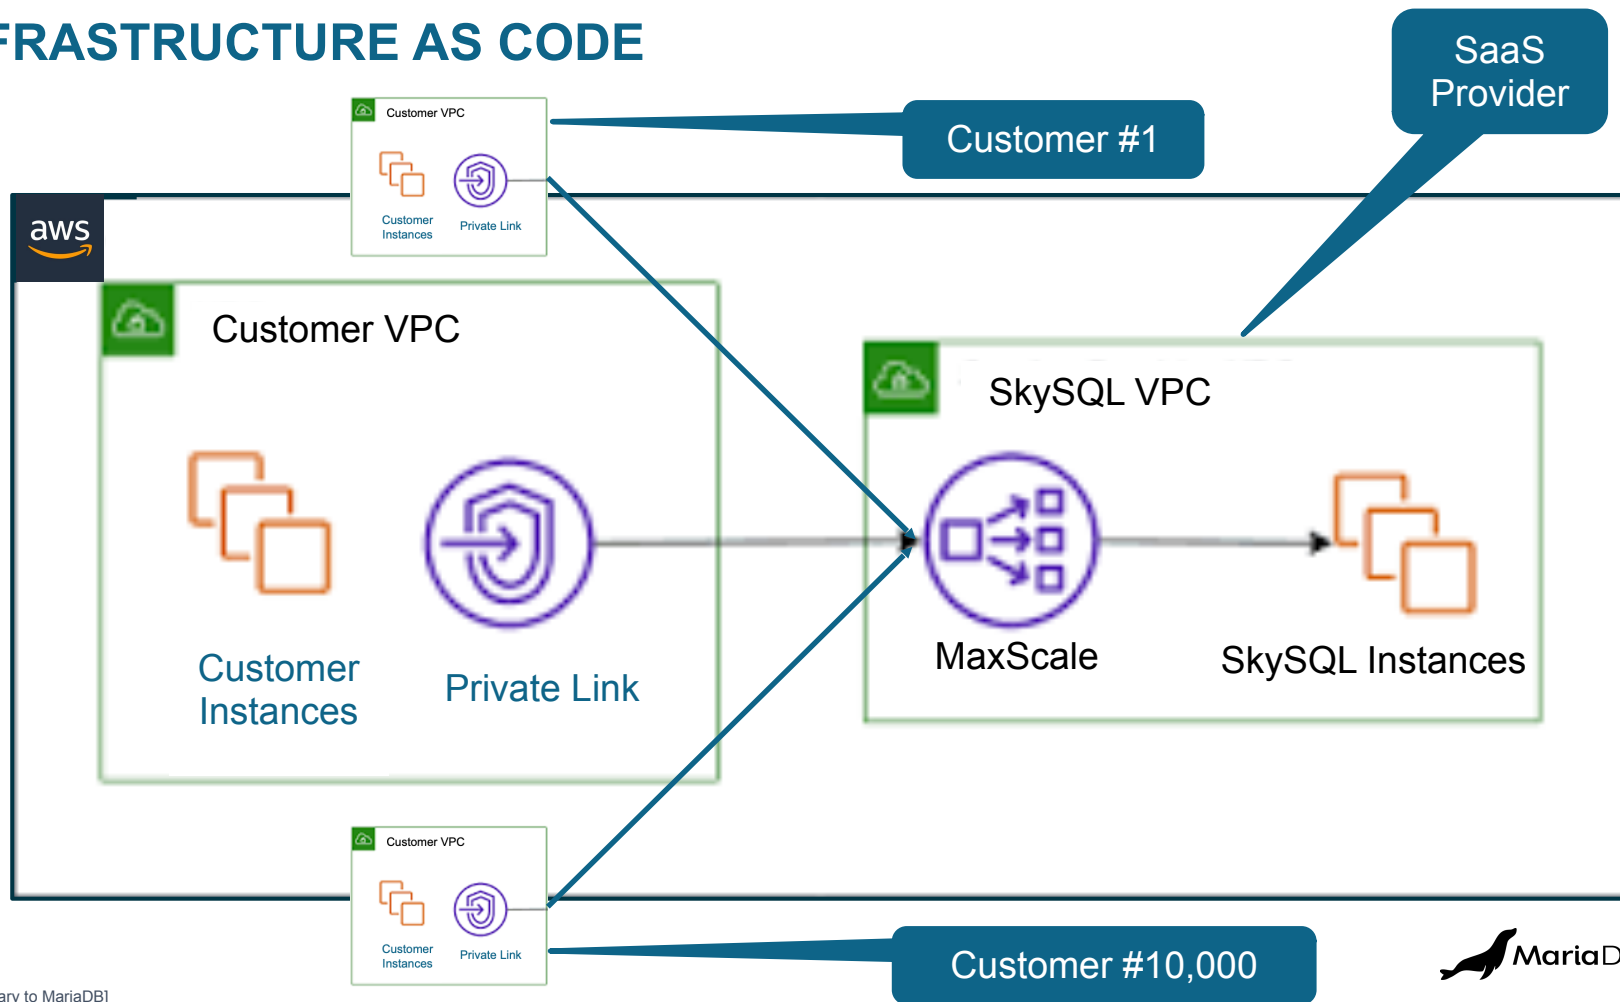 FRASTRUCTURE AS CODE
SaaS
Provider
Customer VPC
Customer #1
Customer
Instances
Private Link
aws
Customer VPC
SkySQL VPC
Customer
Instances
Private Link
MaxScale
SkySQL Instances
Customer VPC
Customer
Instances
Private Link
Customer #10,000
MariaD
ary to MariaDB]